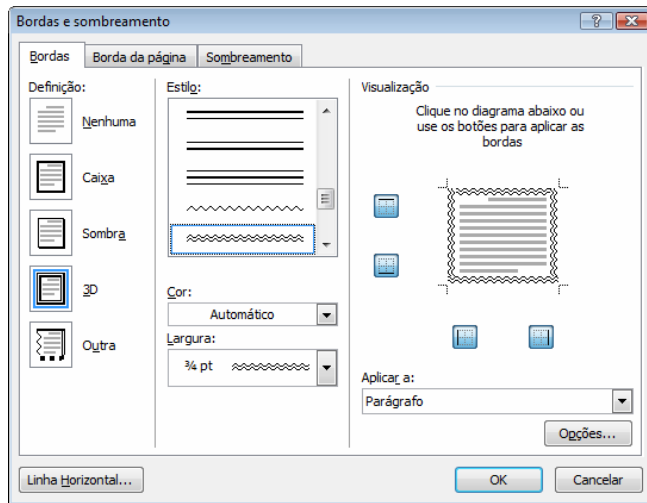 Bordas e sombreamento
Bordas
Borda da página
Sombreamento
Definição:
Nenhuma
Caixa
Sombra
3D
Outra
Estilo:
Cor:
Automático
Largura:
¾ pt
Visualização
Clique no diagrama abaixo ou
use os botões para aplicar as
bordas
Aplicar a:
Parágrafo
Opções...
Linha Horizontal...
OK
Cancelar